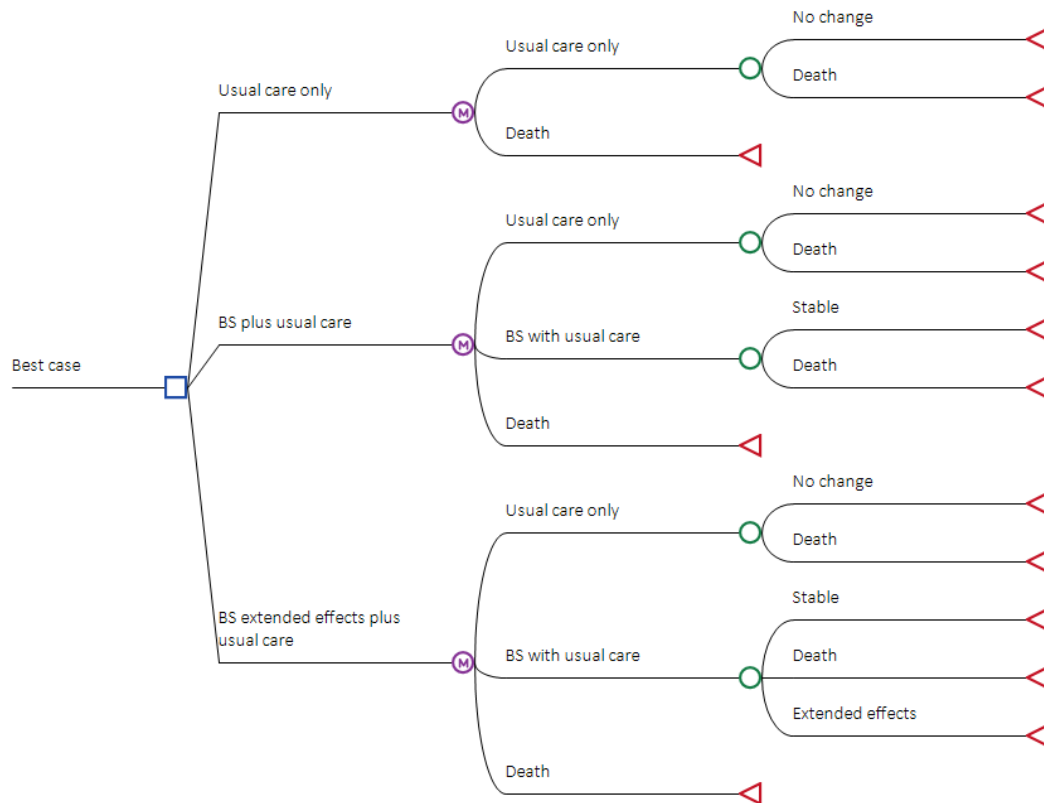 No change
Usual care only
Death
Usual care only
M
Death
No change
Usual care only
Death
Stable
BS plus usual care
M
BS with usual care
Death
Best case
Death
No change
Usual care only
Death
Stable
BS extended effects plus
usual care
M
BS with usual care
Death
Extended effects
Death